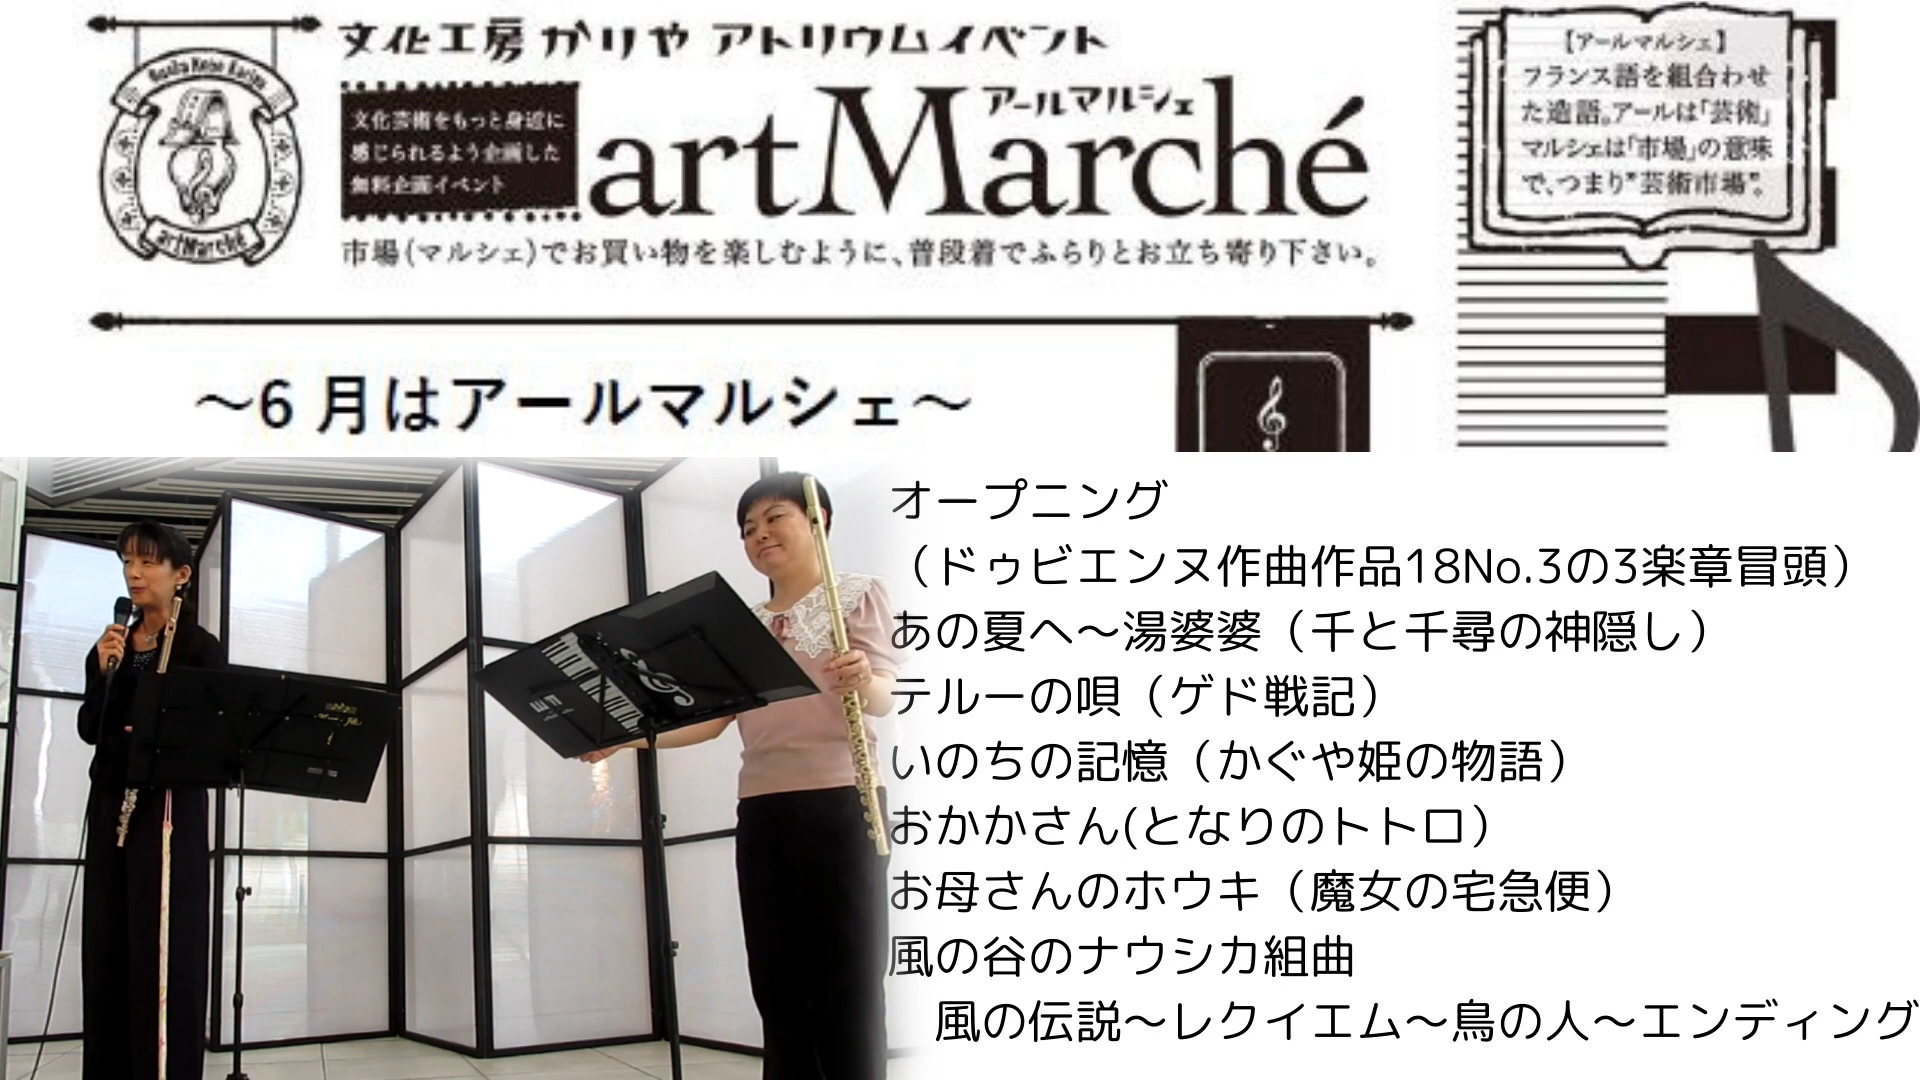 文化工房かりや アトリウムイベント
Bunka Kobo Kariya
artMarché
文化芸術をもっと身近に
感じられるよう企画した
無料企画イベント
アールマルシェ
artMarché
市場(マルシェ)でお買い物を楽しむように、普段着でふらりとお立ち寄り下さい。
【アールマルシェ】
フランス語を組合わせ
た造語。アールは「芸術」
マルシェは「市場」の意味
で、つまり"芸術市場"。
～6 月はアールマルシェ～
オープニング
（ドゥビエンヌ作曲作品18No.3の3楽章冒頭）
あの夏へ～湯婆婆（千と千尋の神隠し）
テルーの唄（ゲド戦記）
いのちの記憶（かぐや姫の物語）
おかかさん(となりのトトロ）
お母さんのホウキ（魔女の宅急便）
風の谷のナウシカ組曲
風の伝説～レクイエム～鳥の人～エンディング